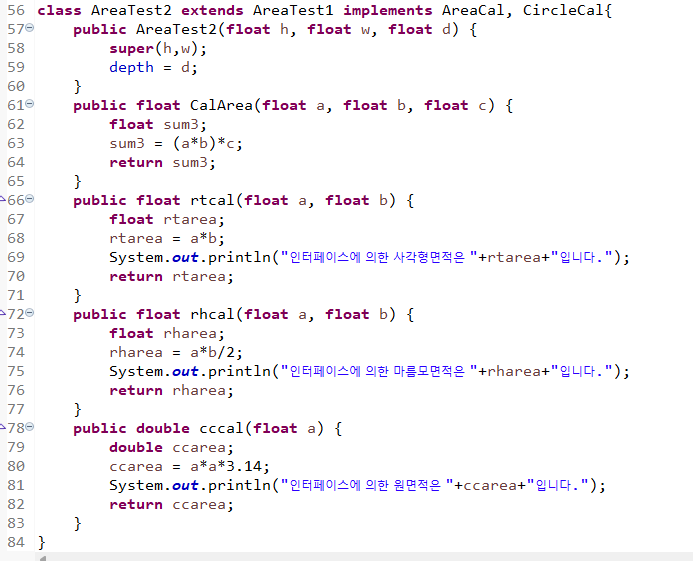 56 class AreaTest2 extends AreaTest1 implements AreaCal, CircleCal{
57 public AreaTest2(float h, float w, float d) {
58 super(h,w);
59 depth = d;
60 }
61 public float CalArea(float a, float b, float c) {
62 float sum3;
63 sum3 = (a*b)*c;
64 return sum3;
65 }
66 public float rtcal(float a, float b) {
67 float rtarea;
68 rtarea = a*b;
69 System.out.println("인터페이스에 의한 사각형면적은 "+rtarea+"입니다.");
70 return rtarea;
71 }
72 public float rhcal(float a, float b) {
73 float rharea;
74 rharea = a*b/2;
75 System.out.println("인터페이스에 의한 마름모면적은 "+rharea+"입니다.");
76 return rharea;
77 }
78 public double cccal(float a) {
79 double ccarea;
80 ccarea = a*a*3.14;
81 System.out.println("인터페이스에 의한 원면적은 "+ccarea+"입니다.");
82 return ccarea;
83 }
84 }